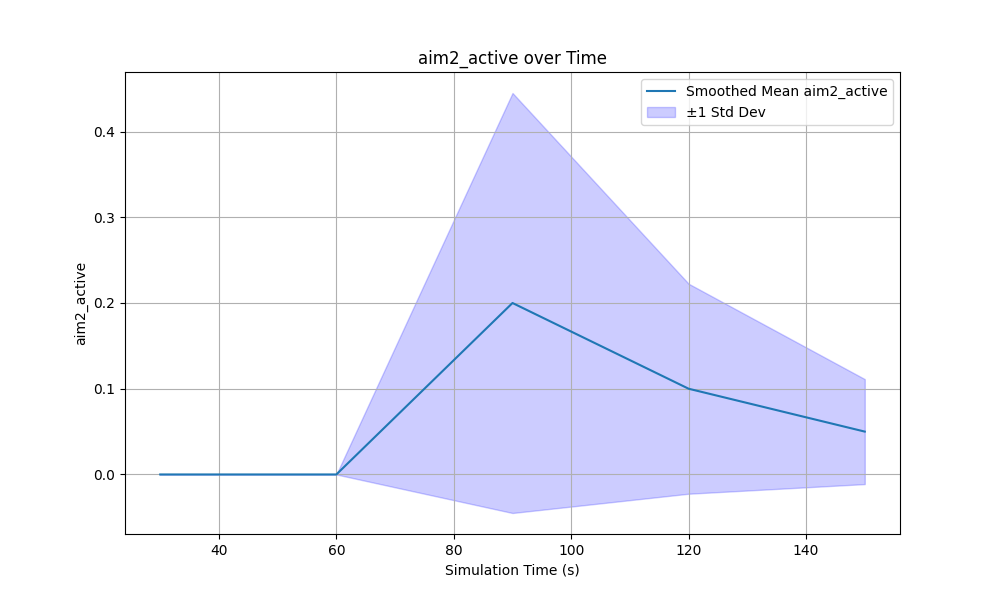 aim2_active over Time
Smoothed Mean aim2_active
±1 Std Dev
0.4
0.3
0.2
0.1
0.0
aim2_active
40 60 80 100 120 140
Simulation Time (s)